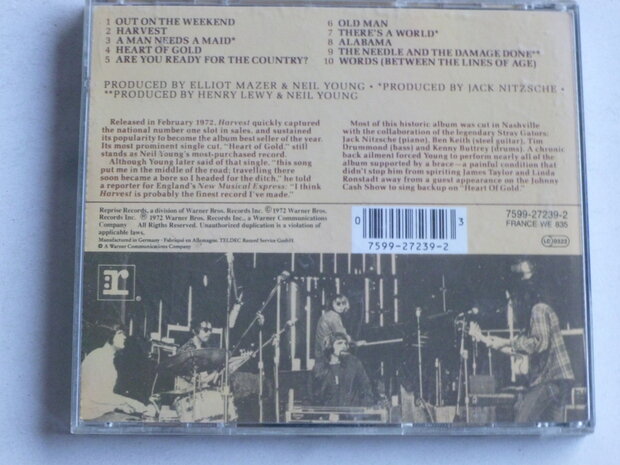 1 OUT ON THE WEEKEND
2 HARVEST
3 A MAN NEEDS A MAID*
4 HEART OF GOLD
5 ARE YOU READY FOR THE COUNTRY?
6 OLD MAN
7 THERE'S A WORLD*
8 ALABAMA
9 THE NEEDLE AND THE DAMAGE DONE**
10 WORDS (BETWEEN THE LINES OF AGE)
PRODUCED BY ELLIOT MAZER & NEIL YOUNG • *PRODUCED BY JACK NITZSCHE •
**PRODUCED BY HENRY LEWY & NEIL YOUNG
Released in February 1972, Harvest quickly captured
the national number one slot in sales, and sustained
its popularity to become the album best seller of the year.
Its most prominent single cut, "Heart of Gold," still
stands as Neil Young's most-purchased record.
Although Young later said of that single, "this song
put me in the middle of the road; travelling there
soon became a bore so I headed for the ditch," he told
a reporter for England's New Musical Express: "I think
Harvest is probably the finest record I've made."
Most of this historic album was cut in Nashville
with the collaboration of the legendary Stray Gators:
Jack Nitzsche (piano), Ben Keith (steel guitar), Tim
Drummond (bass) and Kenny Buttrey (drums). A chronic
back ailment forced Young to perform nearly all of the
album supported by a brace—a painful condition that
didn't stop him from spiriting James Taylor and Linda
Ronstadt away from a guest appearance on the Johnny
Cash Show to sing backup on "Heart Of Gold."
Reprise Records, a division of Warner Bros. Records Inc. ©1972 Warner Bros.
Records Inc. ℗ 1972 Warner Bros. Records Inc., a Warner Communications
Company All Rigths Reserved. Unauthorized duplication is a violation of
applicable laws.
Manufactured in Germany · Fabriqué en Allemagne. TELDEC Record Service GmbH
A Warner Communications Company
0 3
7599-27239-2
7599-27239-2
FRANCE WE 835
LC 0322
r